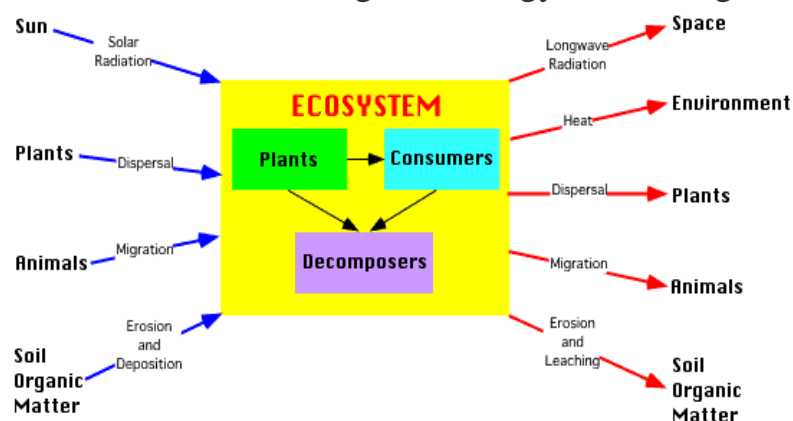 Sun
Solar
Radiation
Longwave
Radiation
Space
ECOSYSTEM
Heat
Environment
Plants
Dispersal
Plants
Consumers
Dispersal
Plants
Animals
Migration
Decomposers
Migration
Animals
Erosion
and
Deposition
Soil
Organic
Matter
Erosion
and
Leaching
Soil
Organic
Matter